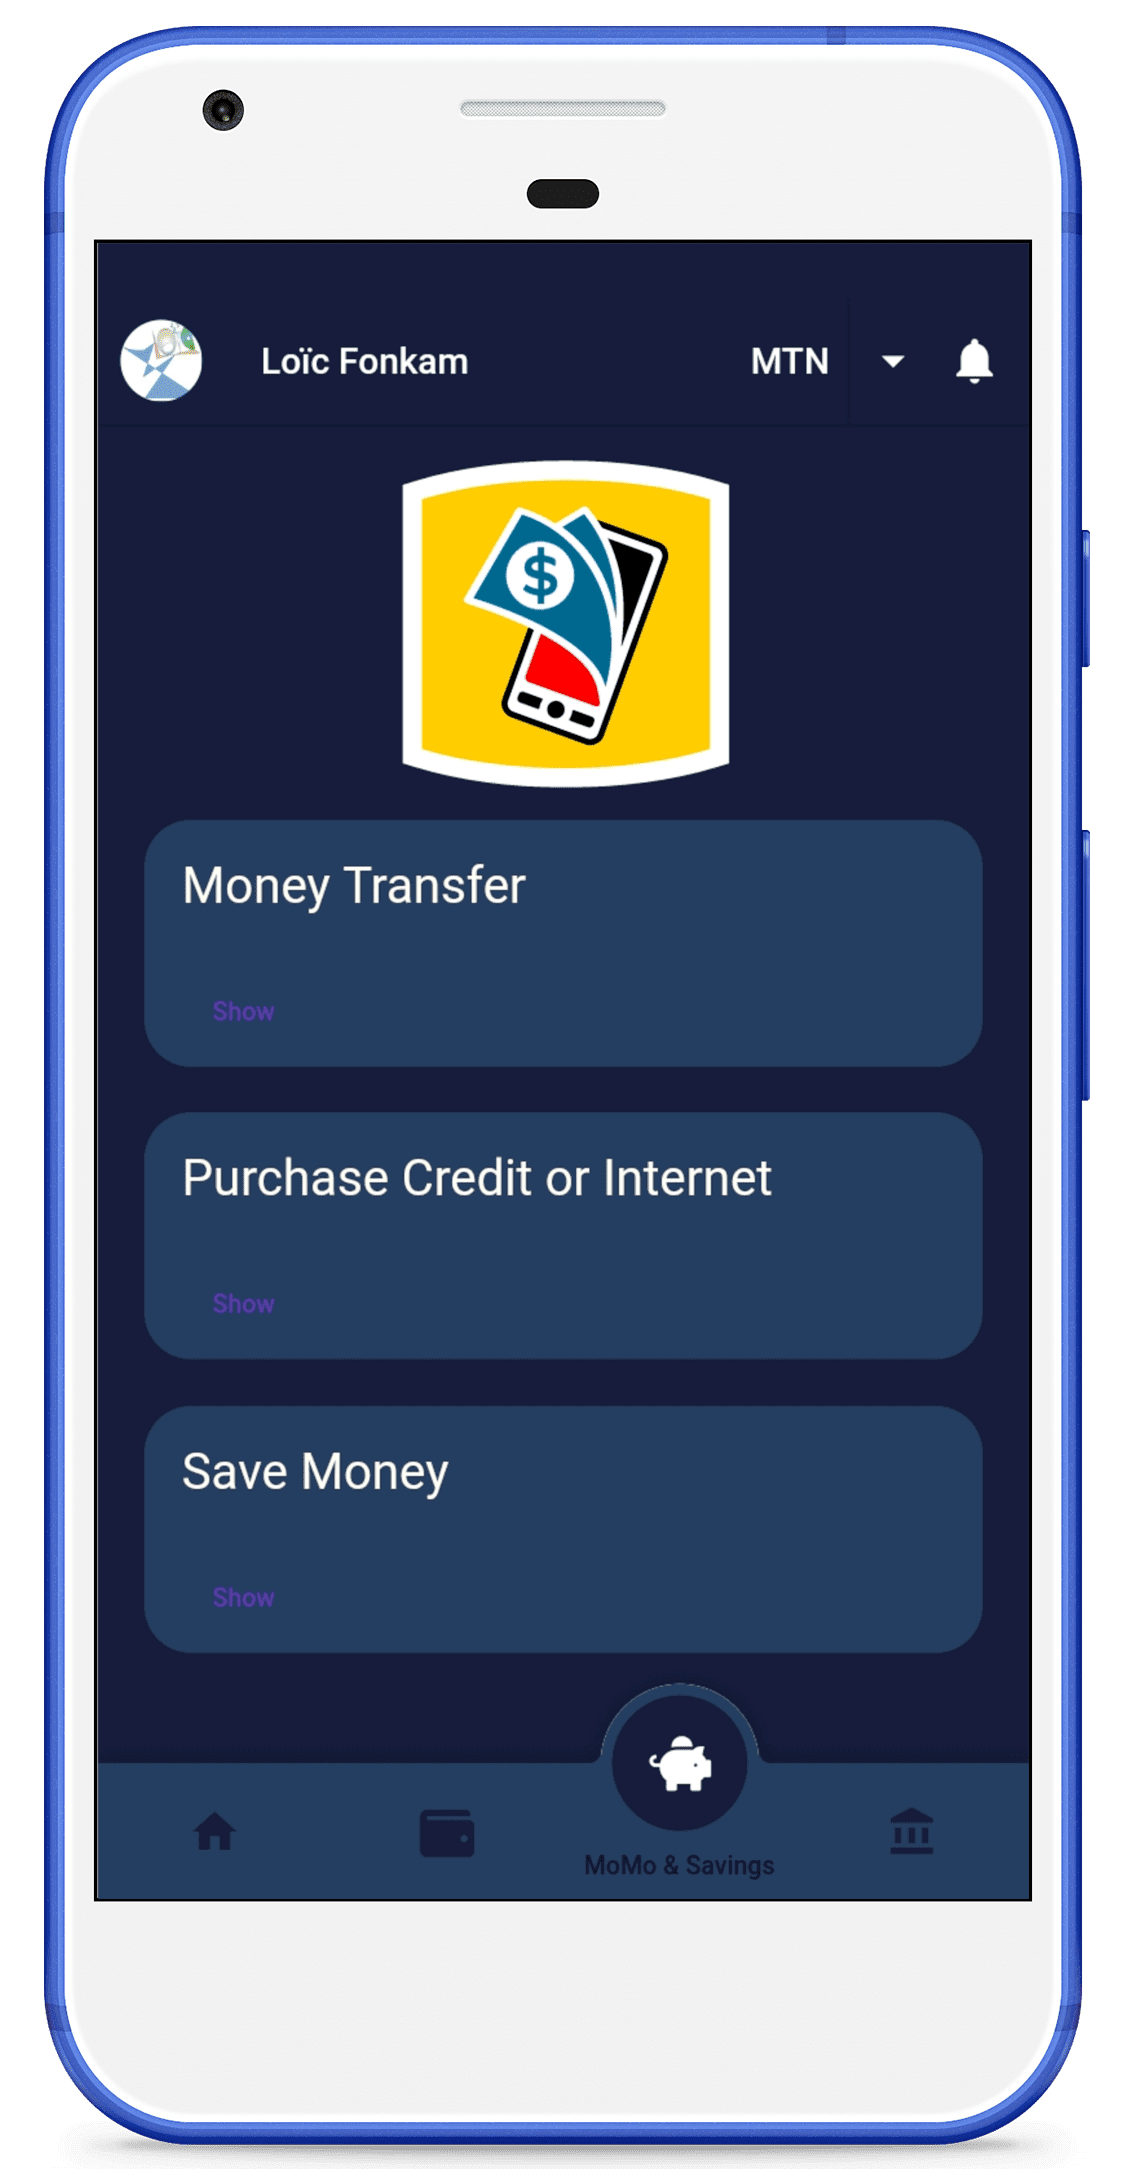 Loïc Fonkam
MTN
$
Money Transfer
Show
Purchase Credit or Internet
Show
Save Money
Show
MoMo & Savings